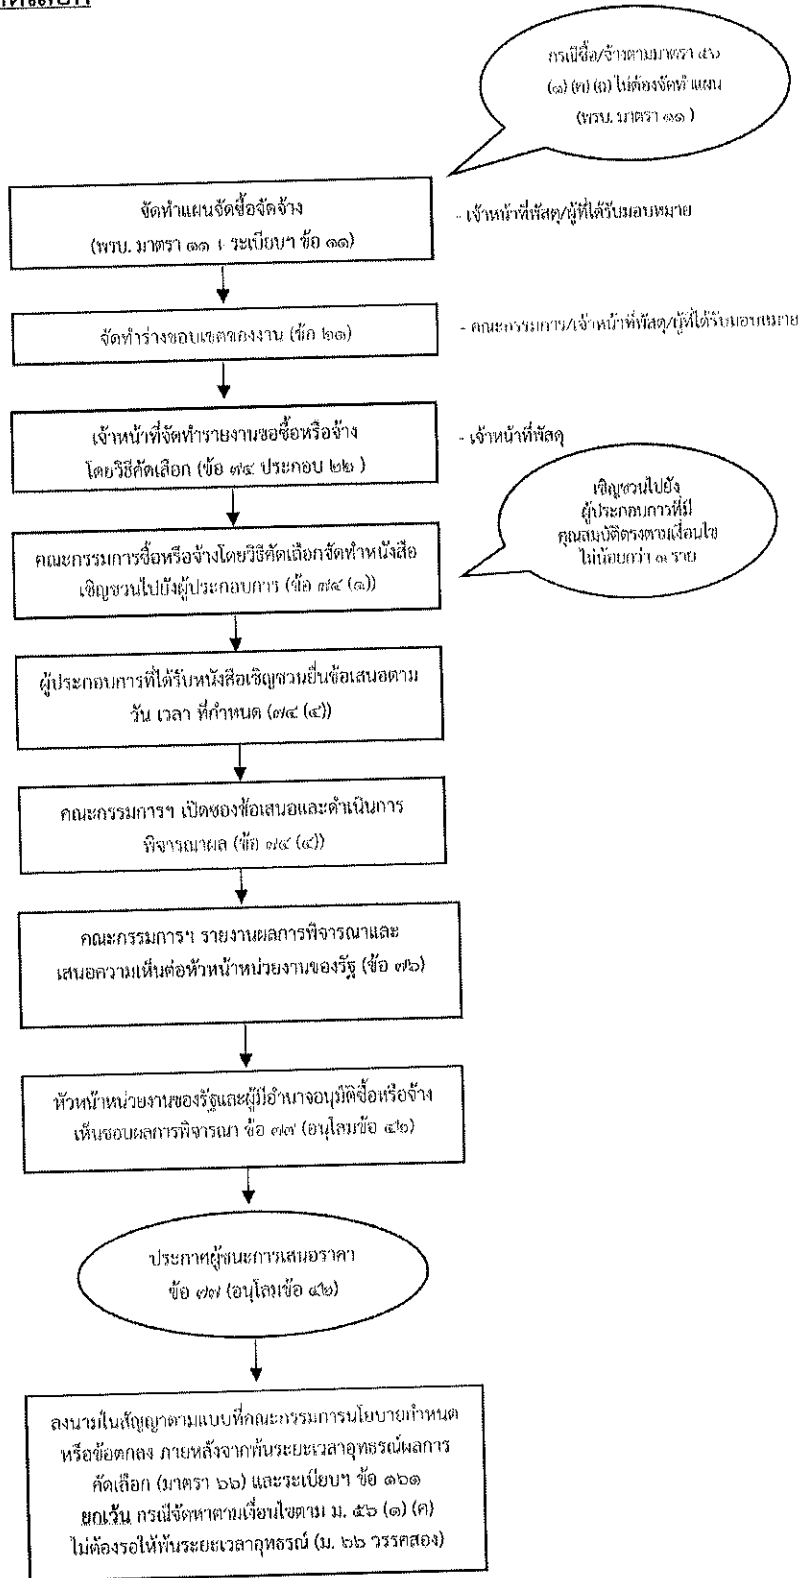 กรณีซื้อ/จ้างตามมาตรา ๕๖
(๑) (ค) (ฉ) ไม่ต้องจัดทำแผน
(พรบ. มาตรา ๑๑ )
จัดทำแผนจัดซื้อจัดจ้าง
(พรบ. มาตรา ๑๑ + ระเบียบฯ ข้อ ๑๑)
- เจ้าหน้าที่พัสดุ/ผู้ที่ได้รับมอบหมาย
จัดทำร่างขอบเขตของงาน (ข้อ ๒๑)
- คณะกรรมการ/เจ้าหน้าที่พัสดุ/ผู้ที่ได้รับมอบหมาย
เจ้าหน้าที่จัดทำรายงานขอซื้อหรือจ้าง
โดยวิธีคัดเลือก (ข้อ ๗๔ ประกอบ ๒๒ )
- เจ้าหน้าที่พัสดุ
เชิญชวนไปยัง
ผู้ประกอบการที่มี
คุณสมบัติตรงตามเงื่อนไข
ไม่น้อยกว่า ๓ ราย
คณะกรรมการซื้อหรือจ้างโดยวิธีคัดเลือกจัดทำหนังสือ
เชิญชวนไปยังผู้ประกอบการ (ข้อ ๗๔ (๑))
ผู้ประกอบการที่ได้รับหนังสือเชิญชวนยื่นข้อเสนอตาม
วัน เวลา ที่กำหนด (๗๔ (๔))
คณะกรรมการฯ เปิดซองข้อเสนอและดำเนินการ
พิจารณาผล (ข้อ ๗๔ (๔))
คณะกรรมการฯ รายงานผลการพิจารณาและ
เสนอความเห็นต่อหัวหน้าหน่วยงานของรัฐ (ข้อ ๗๖)
หัวหน้าหน่วยงานของรัฐและผู้มีอำนาจอนุมัติซื้อหรือจ้าง
เห็นชอบผลการพิจารณา ข้อ ๗๗ (อนุโลมข้อ ๔๒)
ประกาศผู้ชนะการเสนอราคา
ข้อ ๗๗ (อนุโลมข้อ ๔๒)
ลงนามในสัญญาตามแบบที่คณะกรรมการนโยบายกำหนด
หรือข้อตกลง ภายหลังจากพ้นระยะเวลาอุทธรณ์ผลการ
คัดเลือก (มาตรา ๖๖) และระเบียบฯ ข้อ ๑๖๑
ยกเว้น กรณีจัดหาตามเงื่อนไขตาม ม. ๕๖ (๑) (ค)
ไม่ต้องรอให้พ้นระยะเวลาอุทธรณ์ (ม. ๖๖ วรรคสอง)